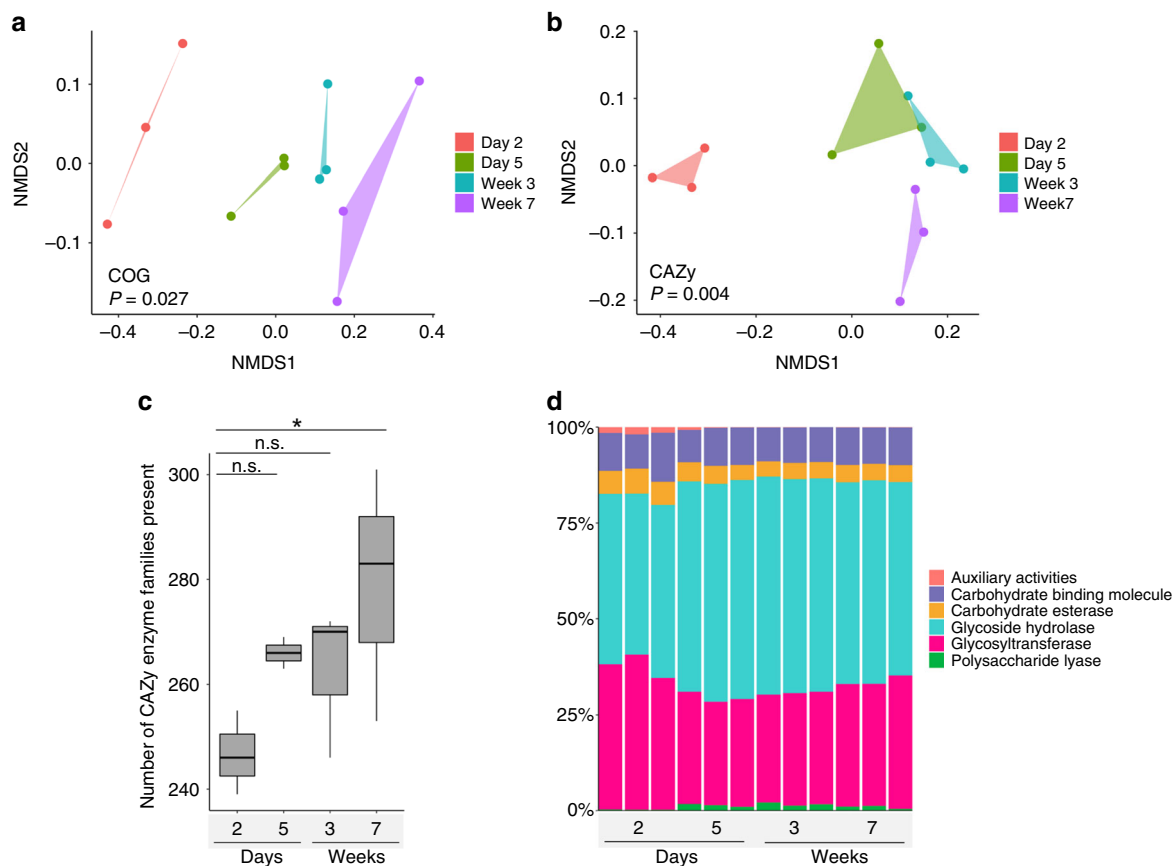 a
0.1
0.0
−0.1
NMDS2
−0.4
−0.2
0.0
0.2
0.4
NMDS1
COG
P = 0.027
Day 2
Day 5
Week 3
Week 7
b
0.2
0.1
0.0
−0.1
−0.2
NMDS2
−0.4
−0.2
0.0
0.2
NMDS1
CAZy
P = 0.004
Day 2
Day 5
Week 3
Week7
c
*
n.s.
n.s.
300
280
260
240
Number of CAZy enzyme families present
2
5
3
7
Days
Weeks
d
100%
75%
50%
25%
0%
2
5
3
7
Days
Weeks
Auxiliary activities
Carbohydrate binding molecule
Carbohydrate esterase
Glycoside hydrolase
Glycosyltransferase
Polysaccharide lyase